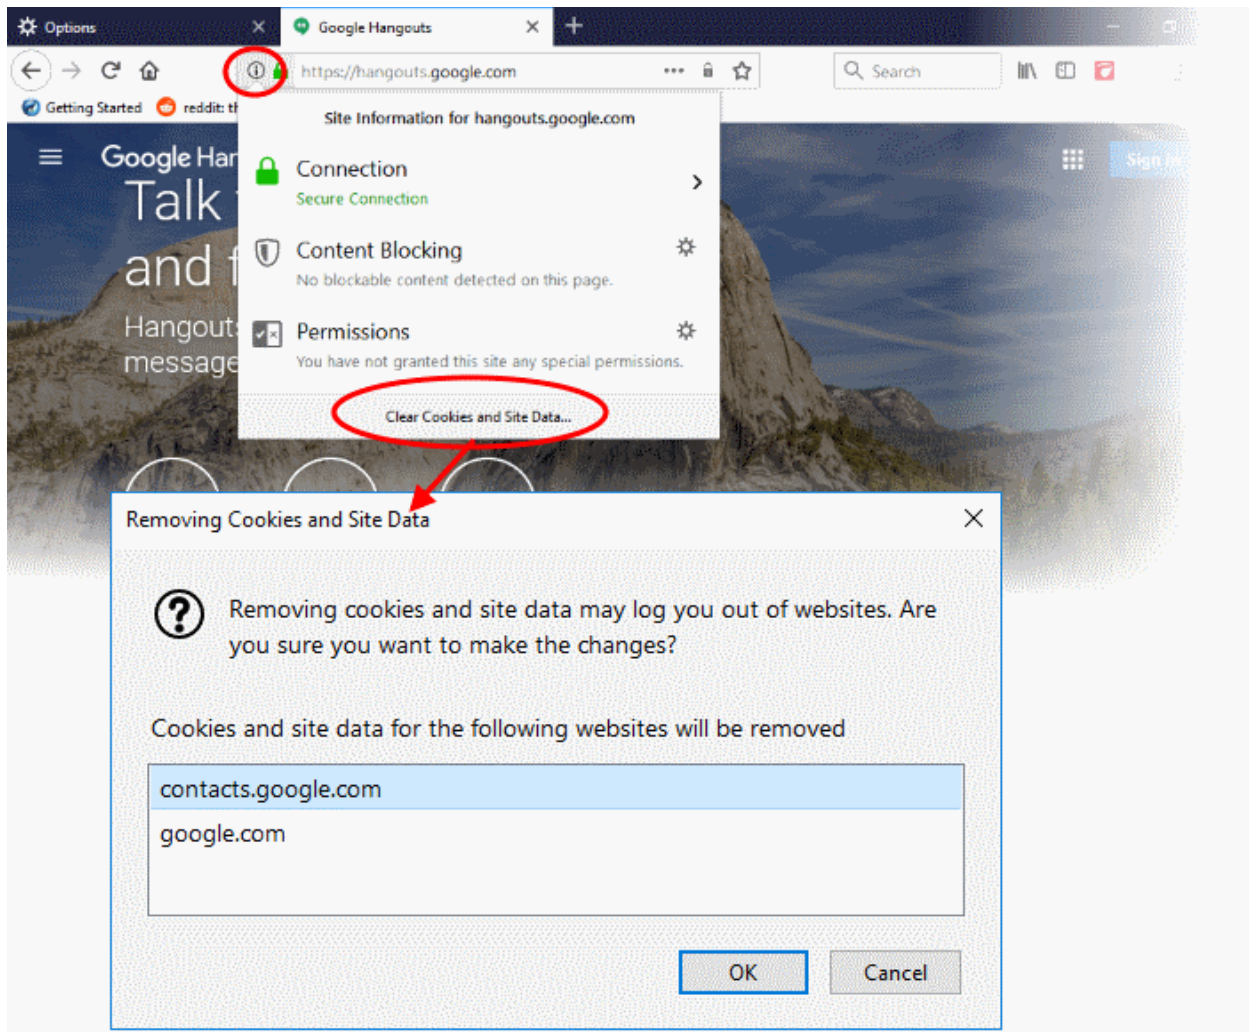 Options
Google Hangouts
https://hangouts.google.com
Search
Getting Started
reddit: th
Site Information for hangouts.google.com
Google Han
Sign in
Connection
Secure Connection
Talk
Content Blocking
No blockable content detected on this page.
and f
Permissions
You have not granted this site any special permissions.
Hangouts
message
Clear Cookies and Site Data...
Removing Cookies and Site Data
Removing cookies and site data may log you out of websites. Are
you sure you want to make the changes?
Cookies and site data for the following websites will be removed
contacts.google.com
google.com
OK
Cancel